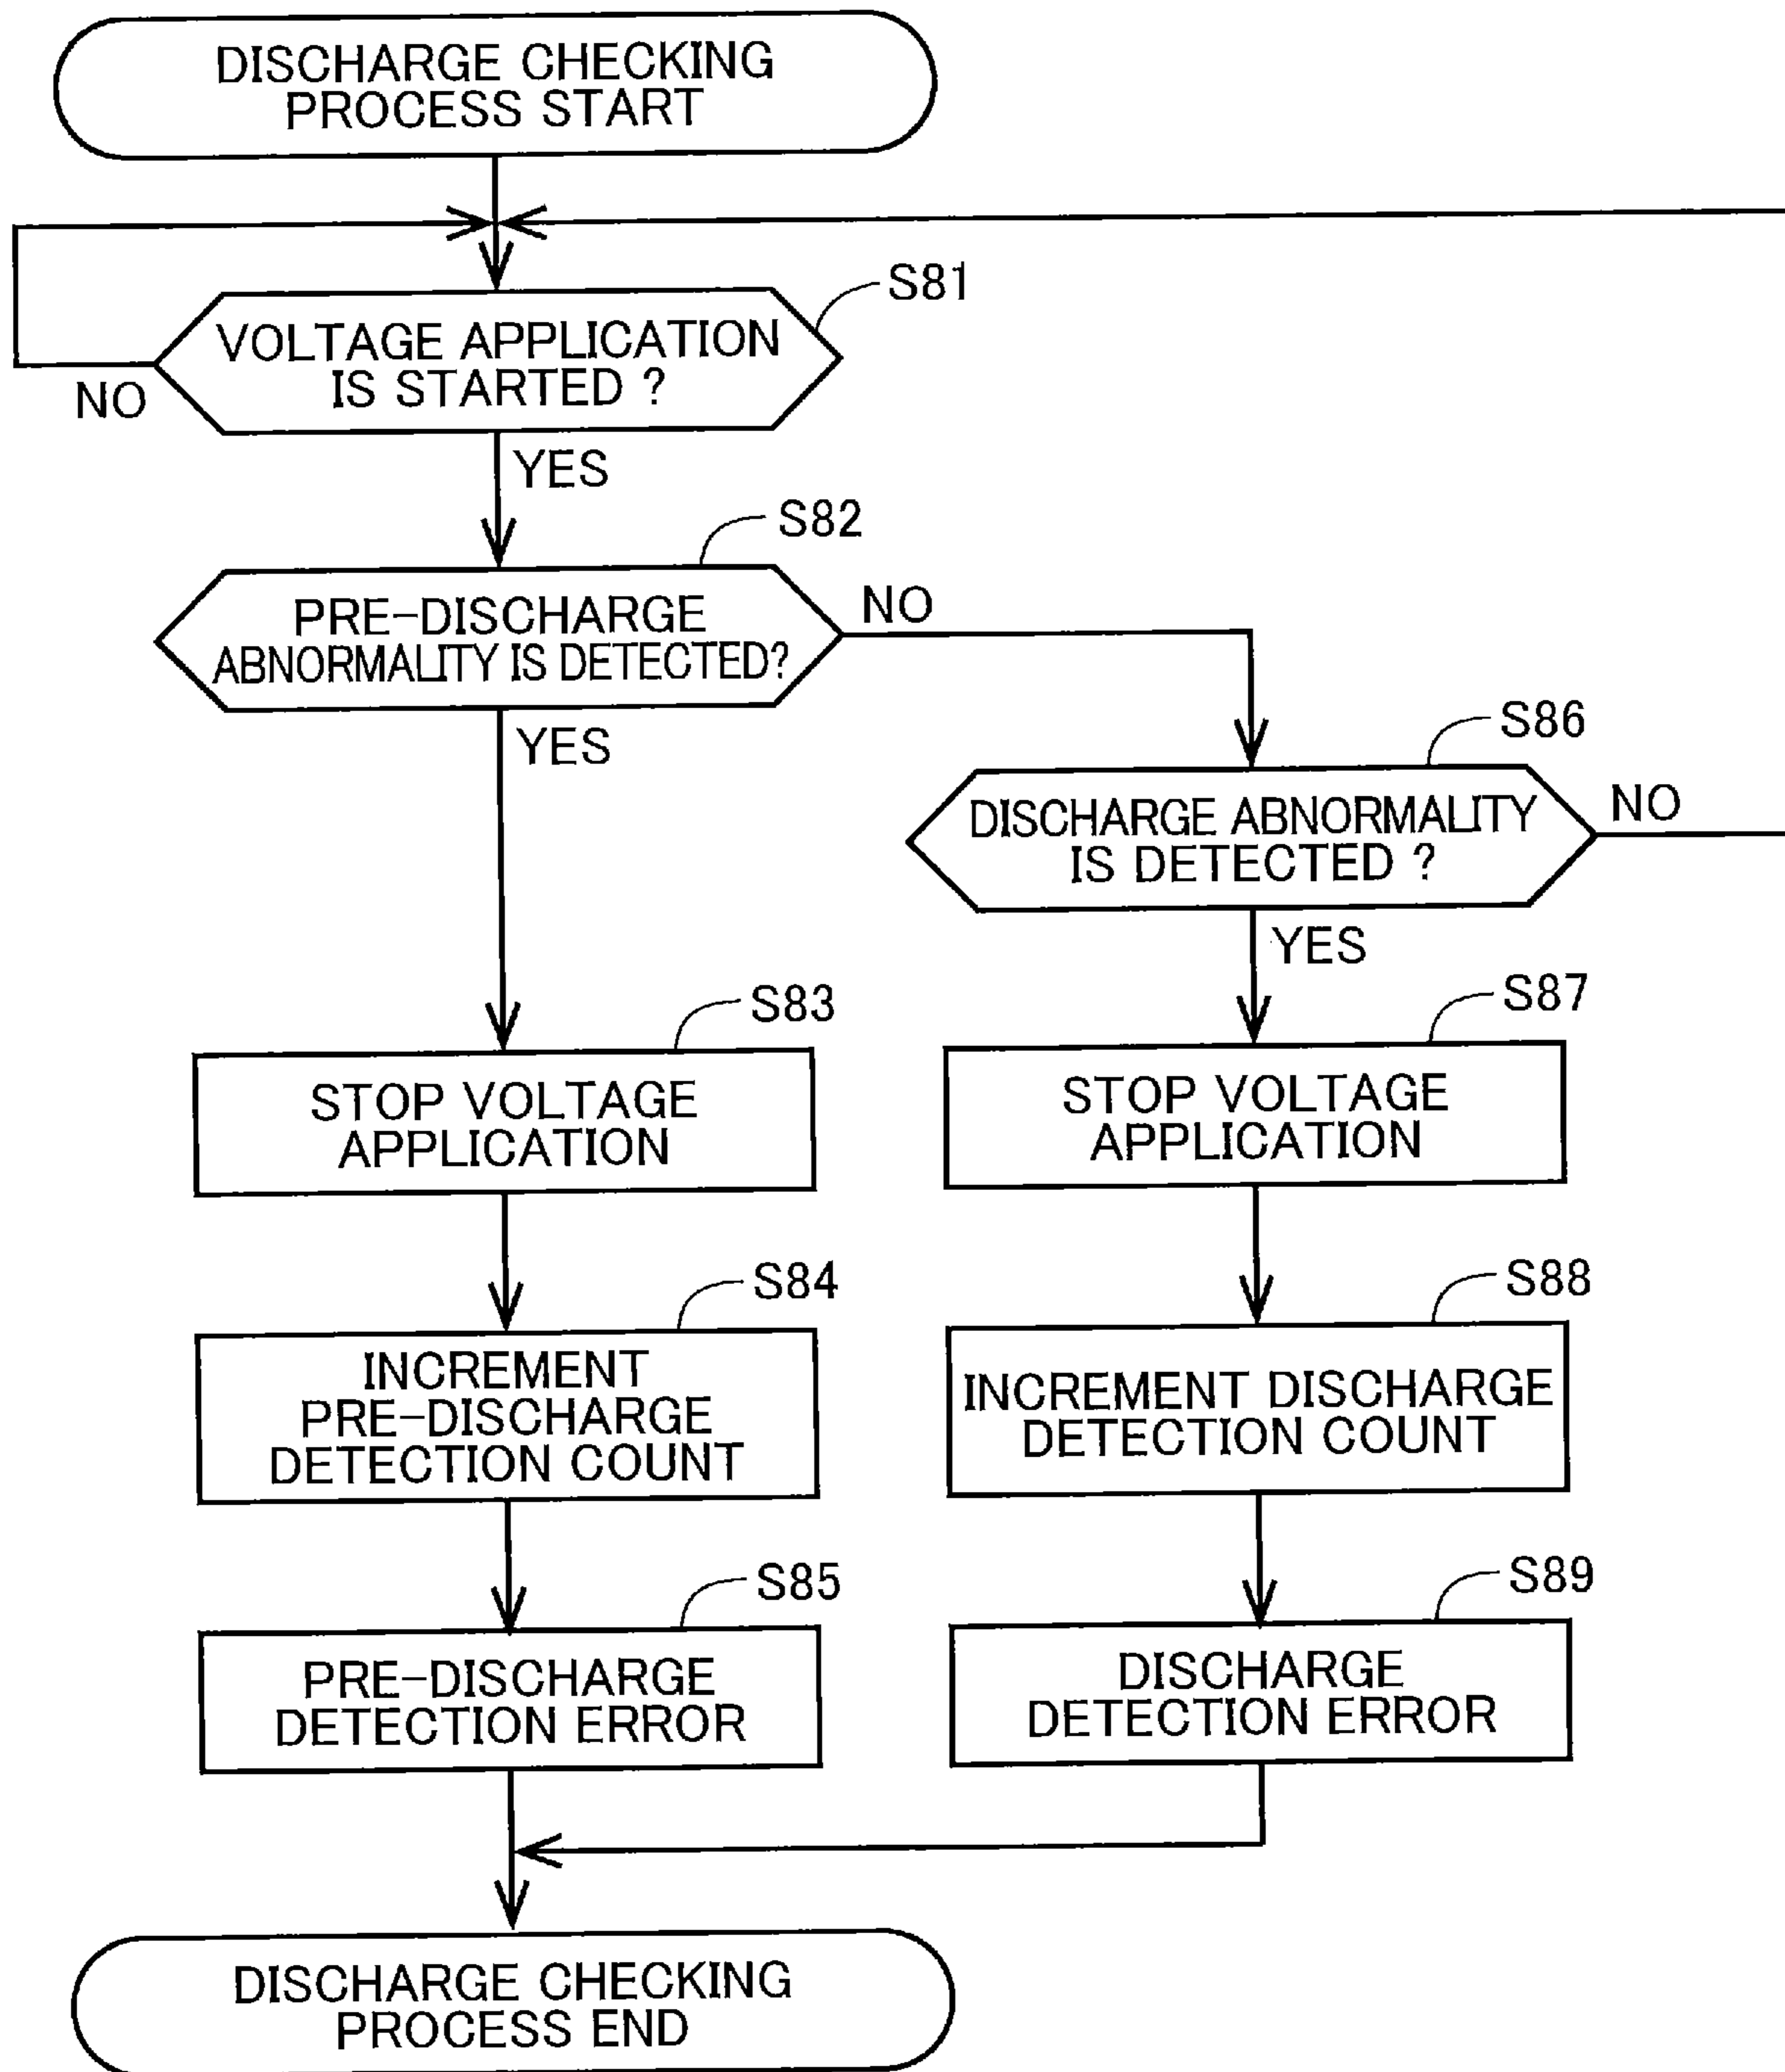 DISCHARGE CHECKING
PROCESS START
S81
VOLTAGE APPLICATION
IS STARTED ?
NO
YES
S82
PRE-DISCHARGE
ABNORMALITY IS DETECTED?
NO
YES
S86
DISCHARGE ABNORMALITY
IS DETECTED ?
NO
YES
S83
STOP VOLTAGE
APPLICATION
S87
STOP VOLTAGE
APPLICATION
S84
INCREMENT
PRE-DISCHARGE
DETECTION COUNT
S88
INCREMENT DISCHARGE
DETECTION COUNT
S85
PRE-DISCHARGE
DETECTION ERROR
S89
DISCHARGE
DETECTION ERROR
DISCHARGE CHECKING
PROCESS END